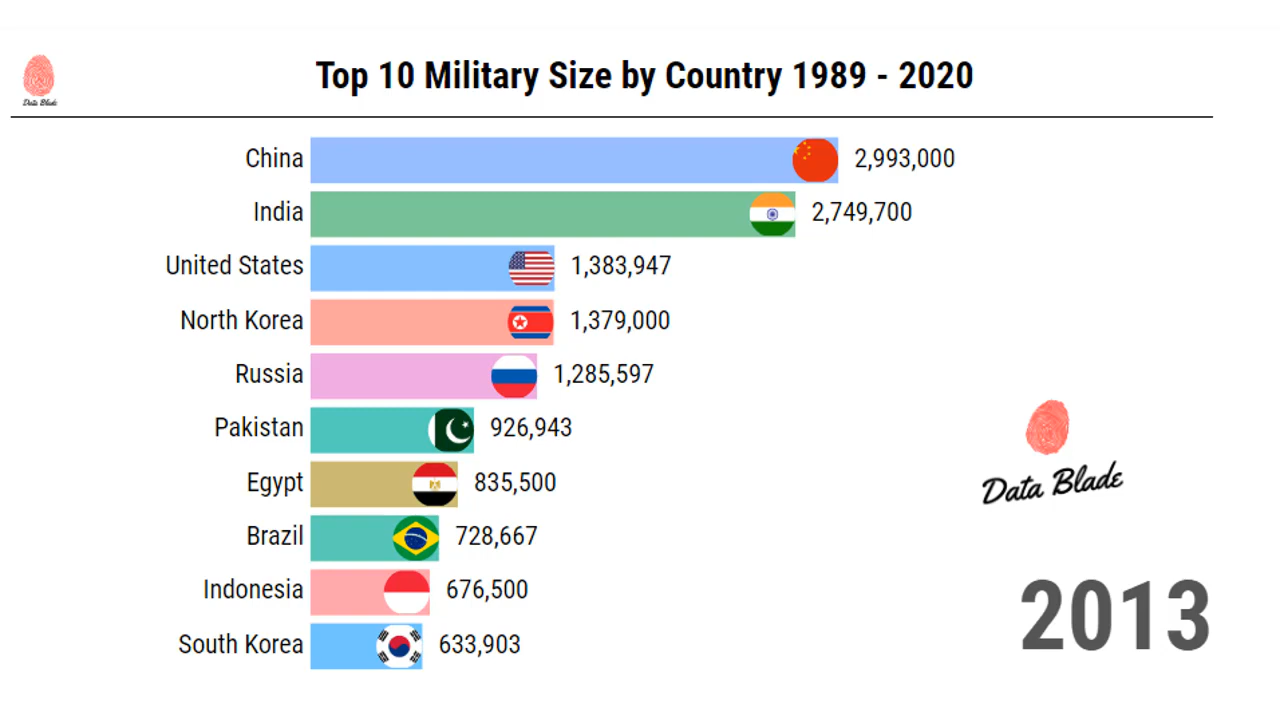 Top 10 Military Size by Country 1989 - 2020
Data Blade
China 2,993,000
India 2,749,700
United States 1,383,947
North Korea 1,379,000
Russia 1,285,597
Pakistan 926,943
Egypt 835,500
Brazil 728,667
Indonesia 676,500
South Korea 633,903
Data Blade
2013